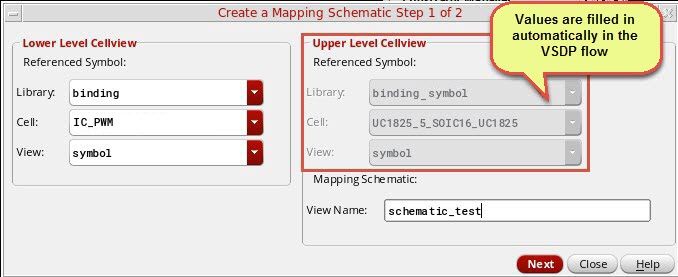 Create a Mapping Schematic Step 1 of 2
Values are filled in
automatically in the
VSDP flow
Lower Level Cellview
Referenced Symbol:
Library: binding
Cell: IC_PWM
View: symbol
Upper Level Cellview
Referenced Symbol:
Library: binding_symbol
Cell: UC1825_5_SOIC16_UC1825
View: symbol
Mapping Schematic:
View Name: schematic_test
Next Close Help